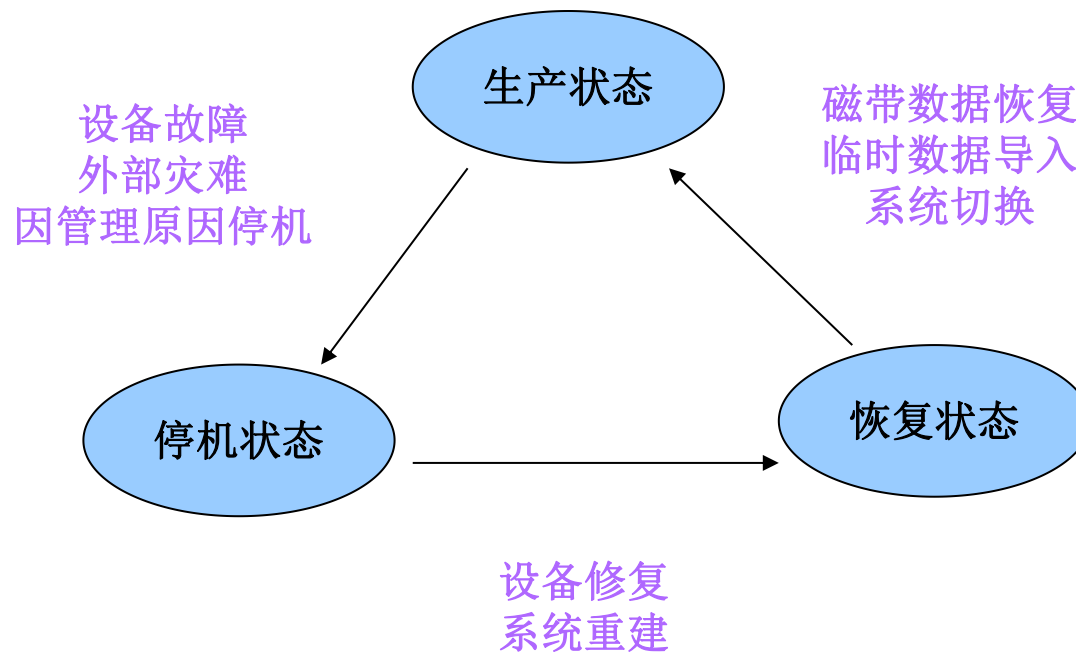 生产状态
设备故障
外部灾难
因管理原因停机
磁带数据恢复
临时数据导入
系统切换
停机状态
恢复状态
设备修复
系统重建